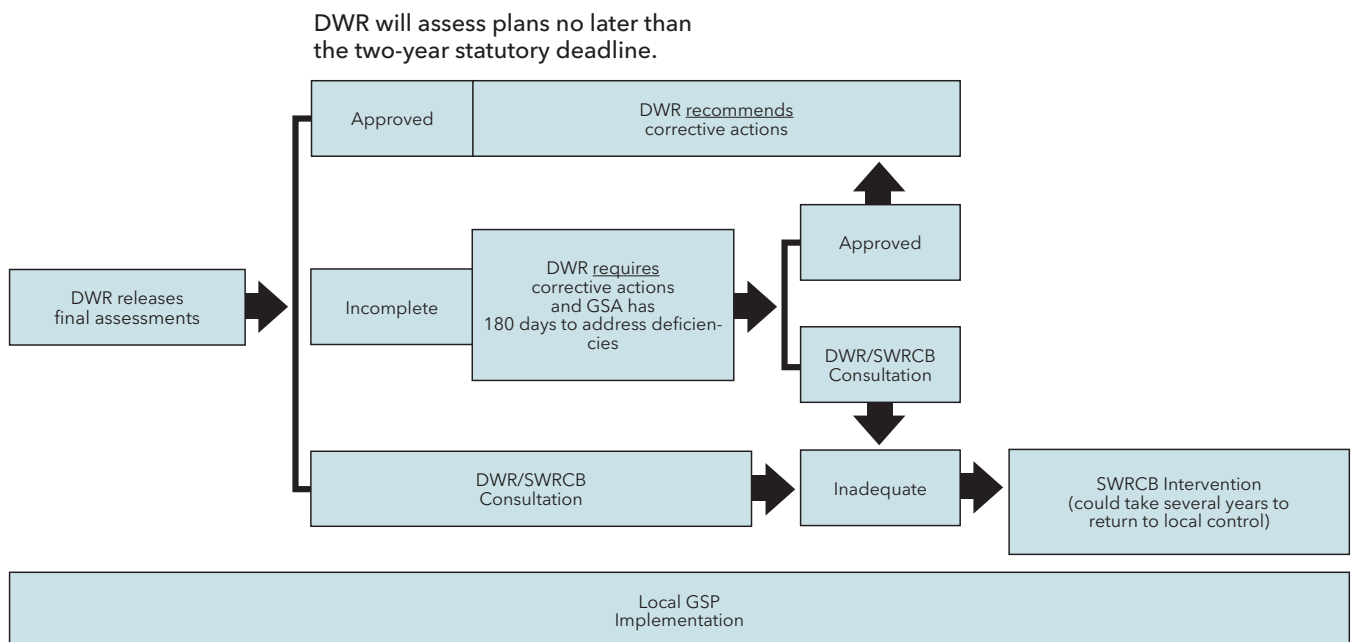 DWR will assess plans no later than
the two-year statutory deadline.
Approved
DWR recommends
corrective actions
Approved
DWR releases
final assessments
Incomplete
DWR requires
corrective actions
and GSA has
180 days to address deficien-
cies
DWR/SWRCB
Consultation
DWR/SWRCB
Consultation
Inadequate
SWRCB Intervention
(could take several years to
return to local control)
Local GSP
Implementation